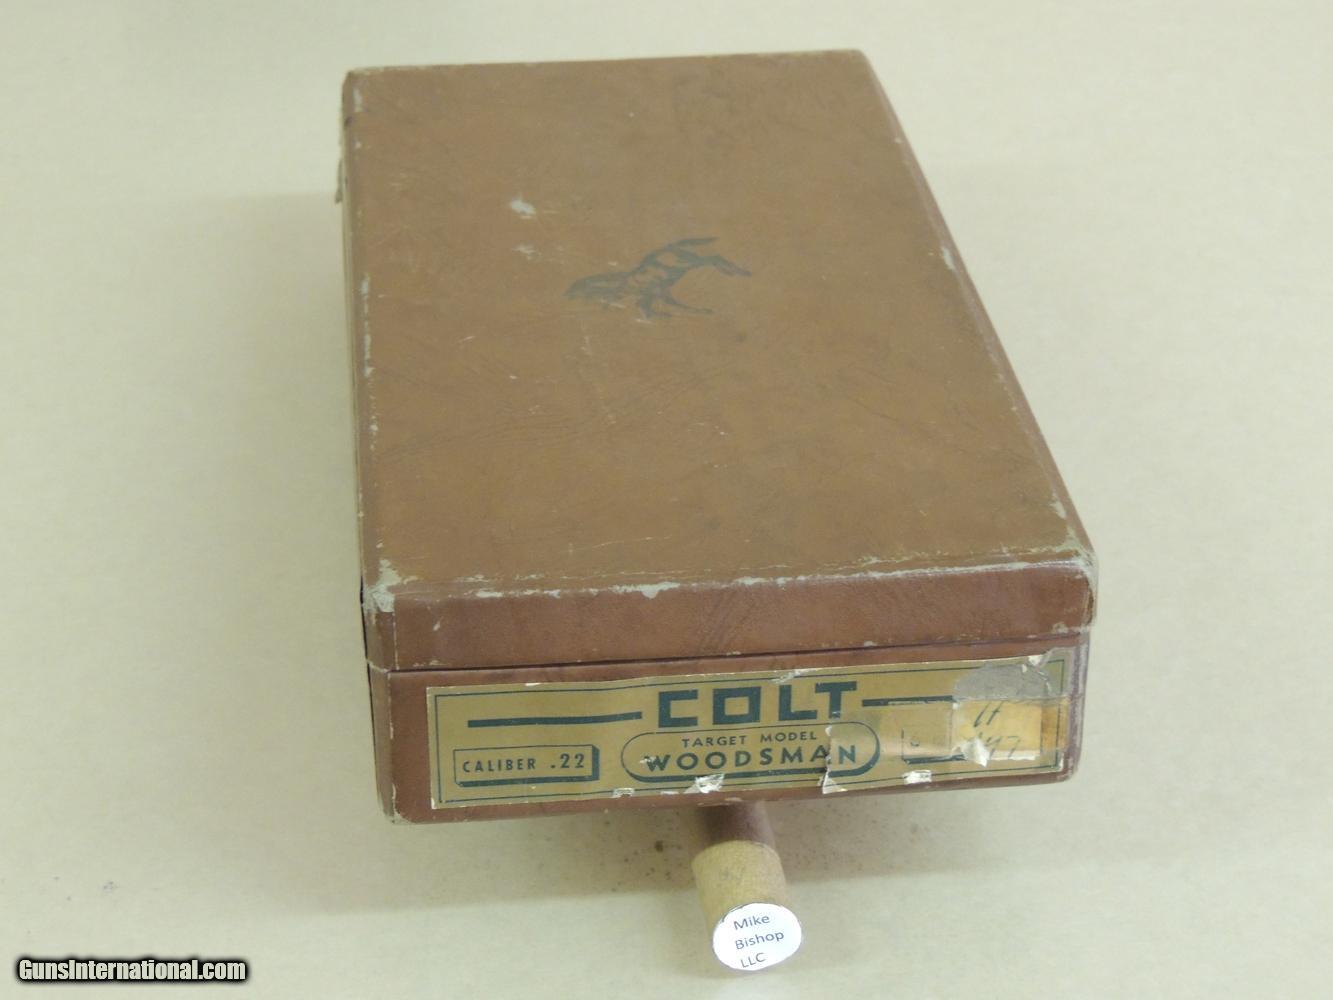 COLT
TARGET MODEL
WOODSMAN
CALIBER .22
Mike
Bishop
LLC
GunsInternational.com